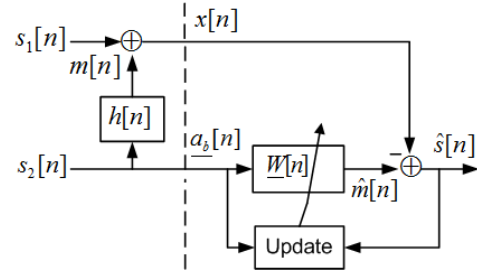 x[n]
s₁[n]
m[n]
h[n]
a_b[n]
ŝ[n]
s₂[n]
W[n]
m̂[n]
Update